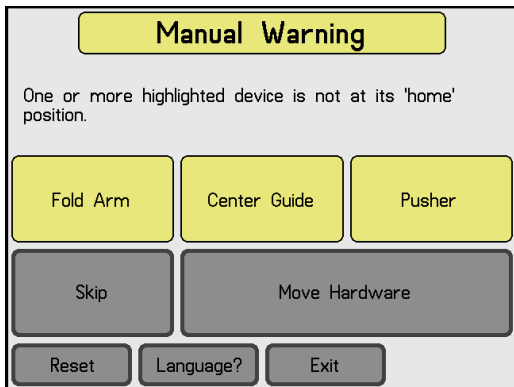 Manual Warning
One or more highlighted device is not at its 'home'
position.
Fold Arm
Center Guide
Pusher
Skip
Move Hardware
Reset
Language?
Exit